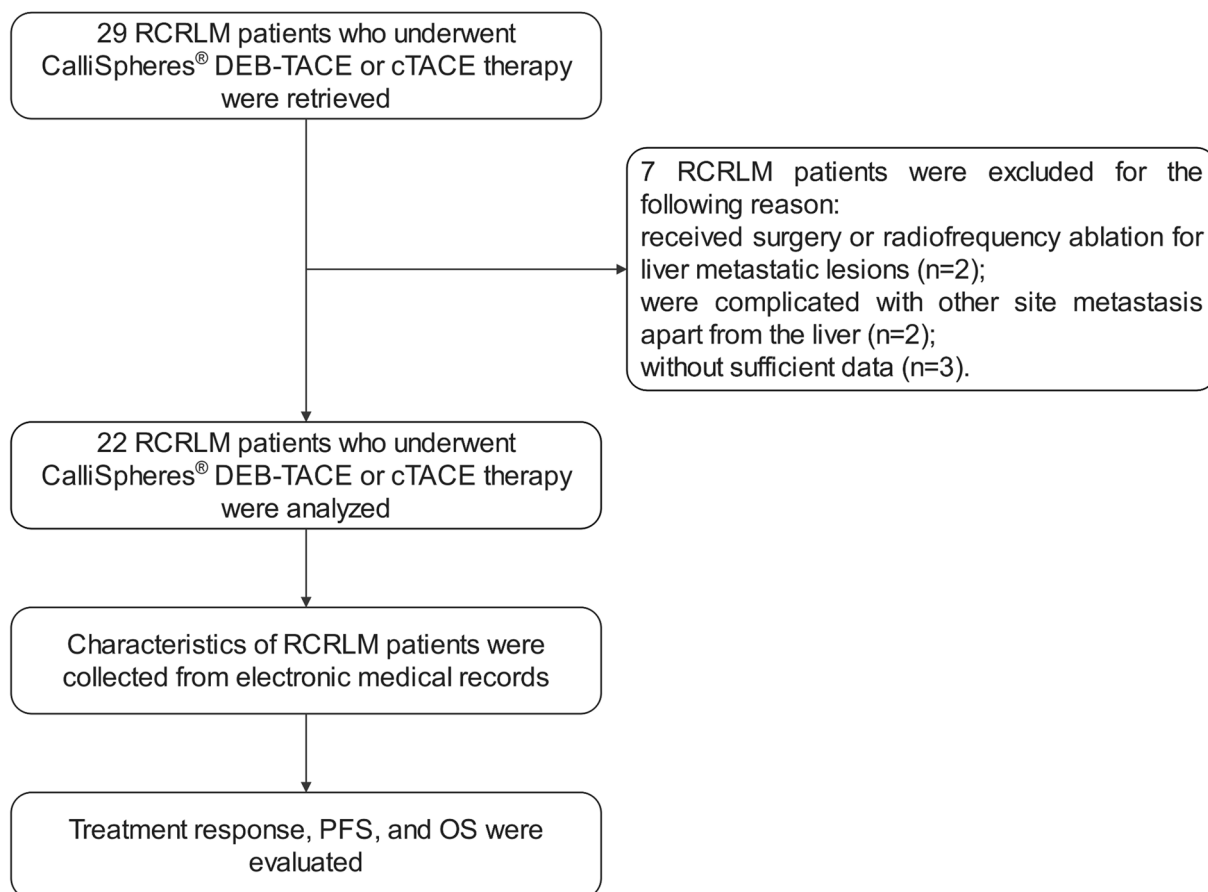 29 RCRLM patients who underwent
CalliSpheres® DEB-TACE or cTACE therapy
were retrieved
7 RCRLM patients were excluded for the
following reason:
received surgery or radiofrequency ablation for
liver metastatic lesions (n=2);
were complicated with other site metastasis
apart from the liver (n=2);
without sufficient data (n=3).
22 RCRLM patients who underwent
CalliSpheres® DEB-TACE or cTACE therapy
were analyzed
Characteristics of RCRLM patients were
collected from electronic medical records
Treatment response, PFS, and OS were
evaluated